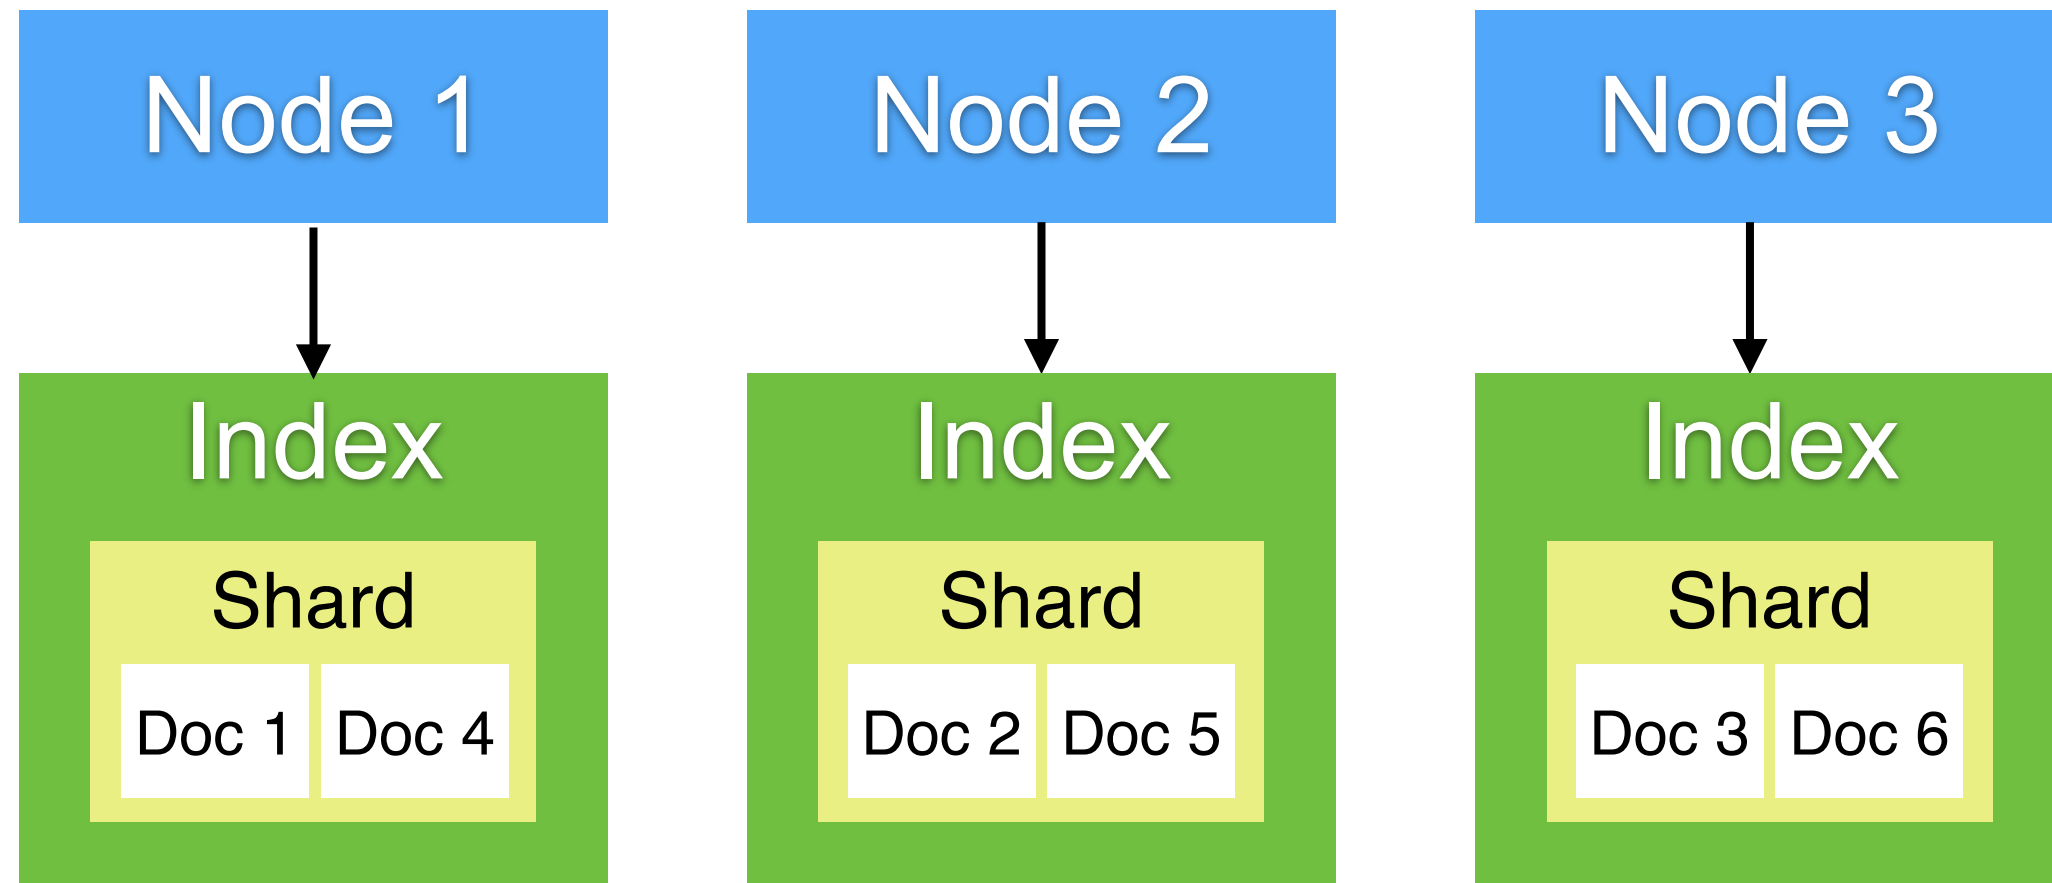 Node 1
Node 2
Node 3
Index
Index
Index
Shard
Shard
Shard
Doc 1
Doc 4
Doc 2
Doc 5
Doc 3
Doc 6